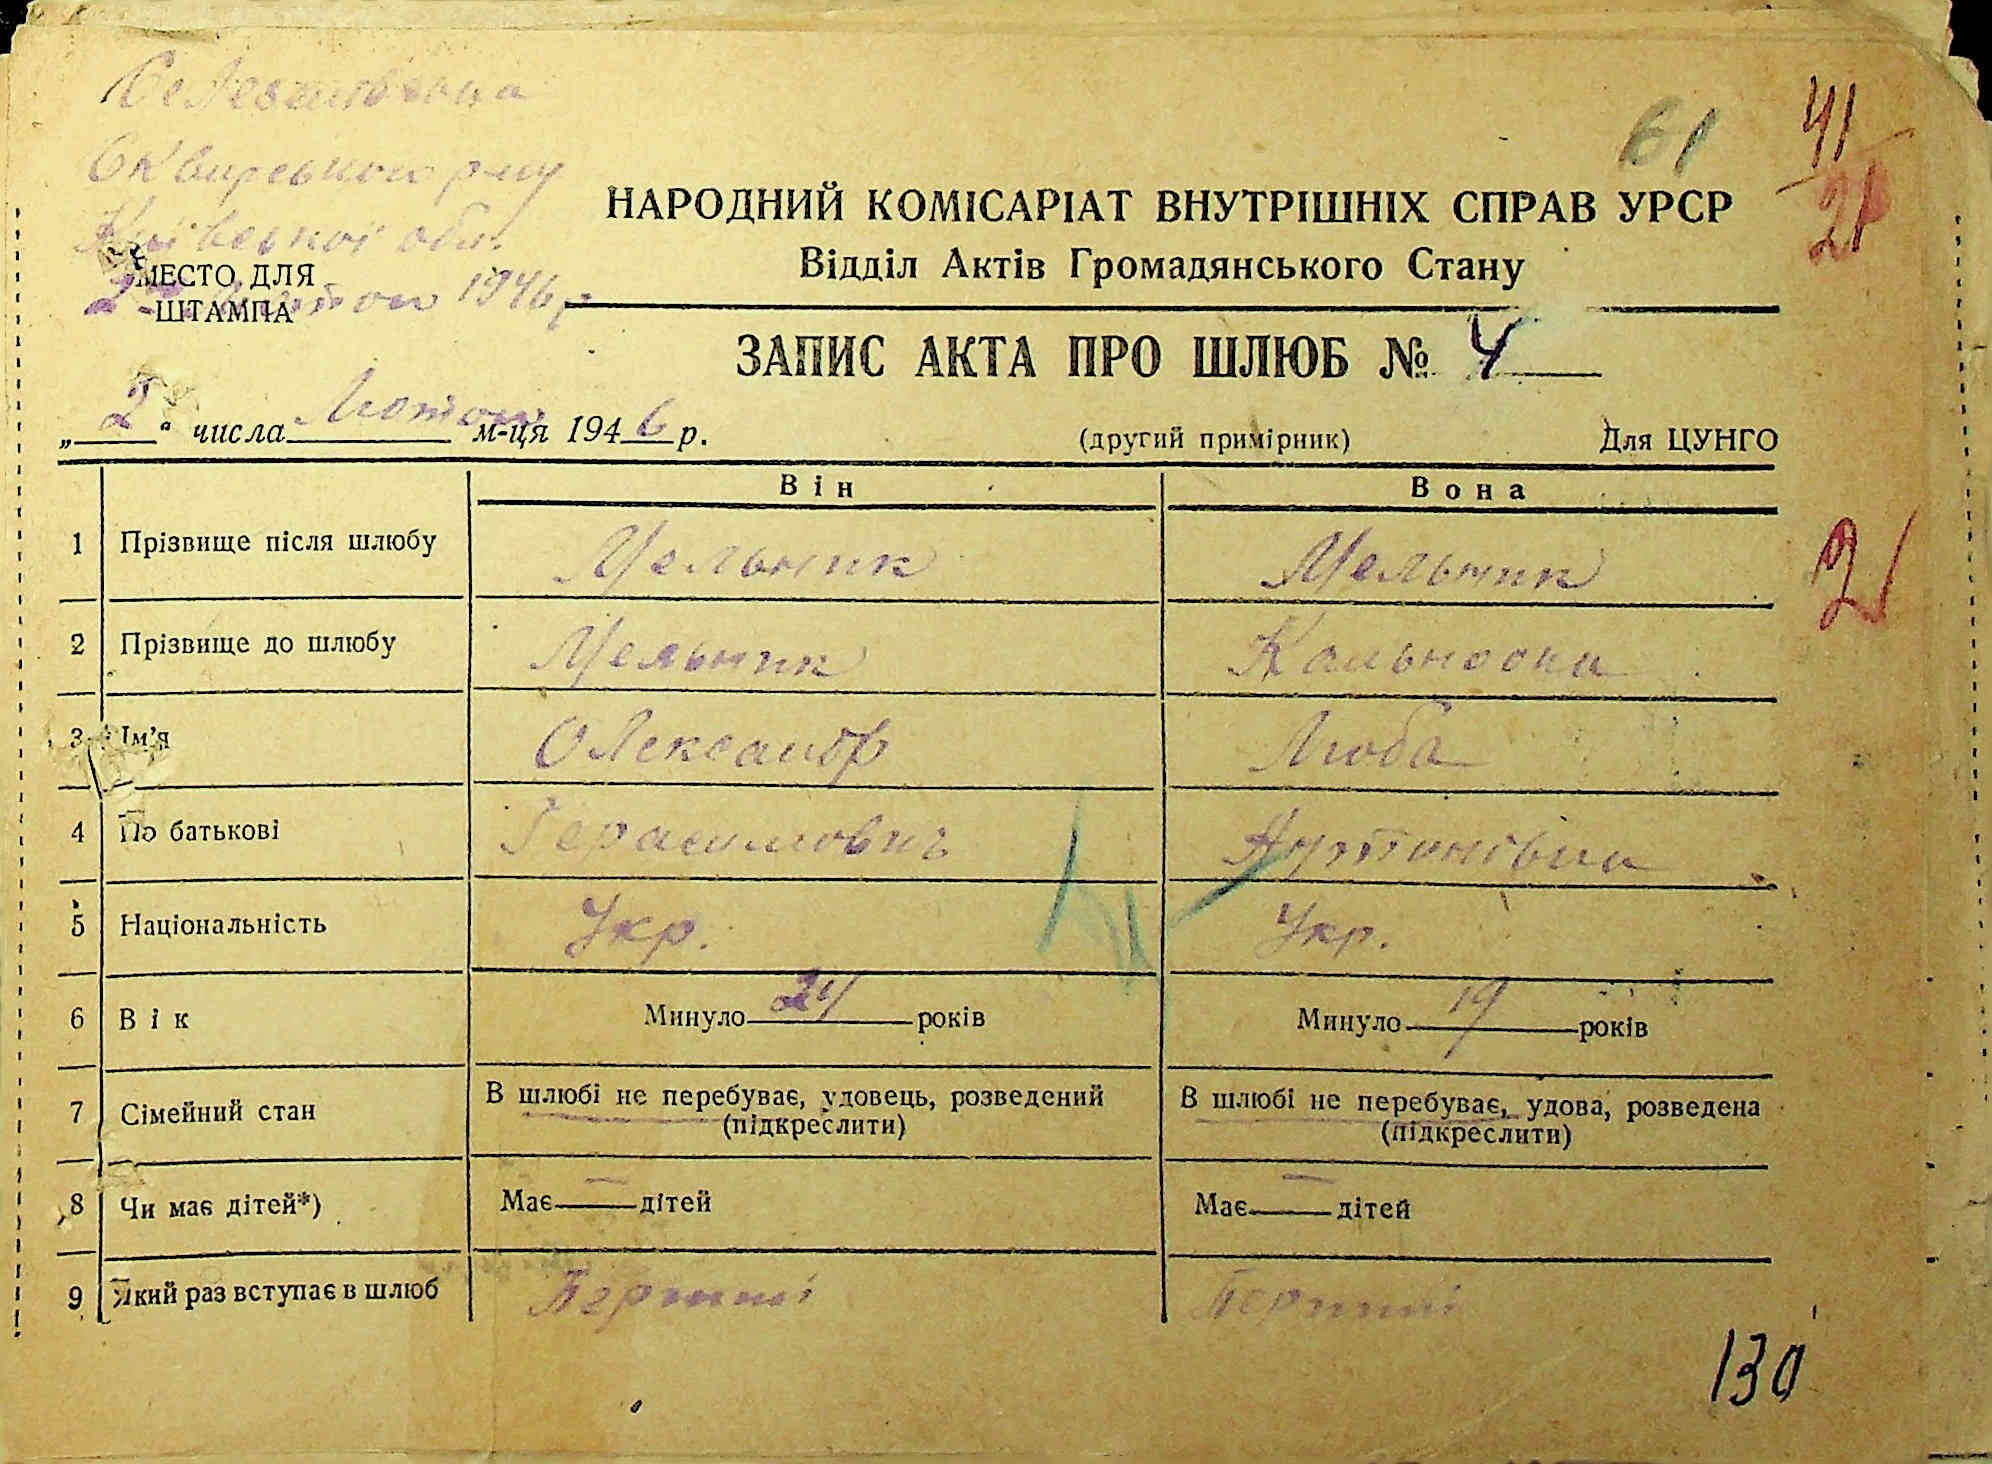 Сквирського р-ну
Київської обл.
2 лютого 1946 р.
61
41
21
НАРОДНИЙ КОМІСАРІАТ ВНУТРІШНІХ СПРАВ УРСР
Відділ Актів Громадянського Стану
МЕСТО ДЛЯ
ШТАМПА
ЗАПИС АКТА ПРО ШЛЮБ № 4
„2“ числа Лютого м-ця 1946 р.
(другий примірник) Для ЦУНГО
Він Вона
1 Прізвище після шлюбу Мельник Мельник
21
2 Прізвище до шлюбу Мельник
3 Ім'я Олександр Люба
4 По батькові Герасимович Антонівна
5 Національність Укр. Укр.
6 Вік Минуло 24 років Минуло 19 років
7 Сімейний стан В шлюбі не перебуває, удовець, розведений (підкреслити) В шлюбі не перебуває, удова, розведена (підкреслити)
8 Чи має дітей*) Має — дітей Має — дітей
9 Який раз вступає в шлюб Перший Перший
130